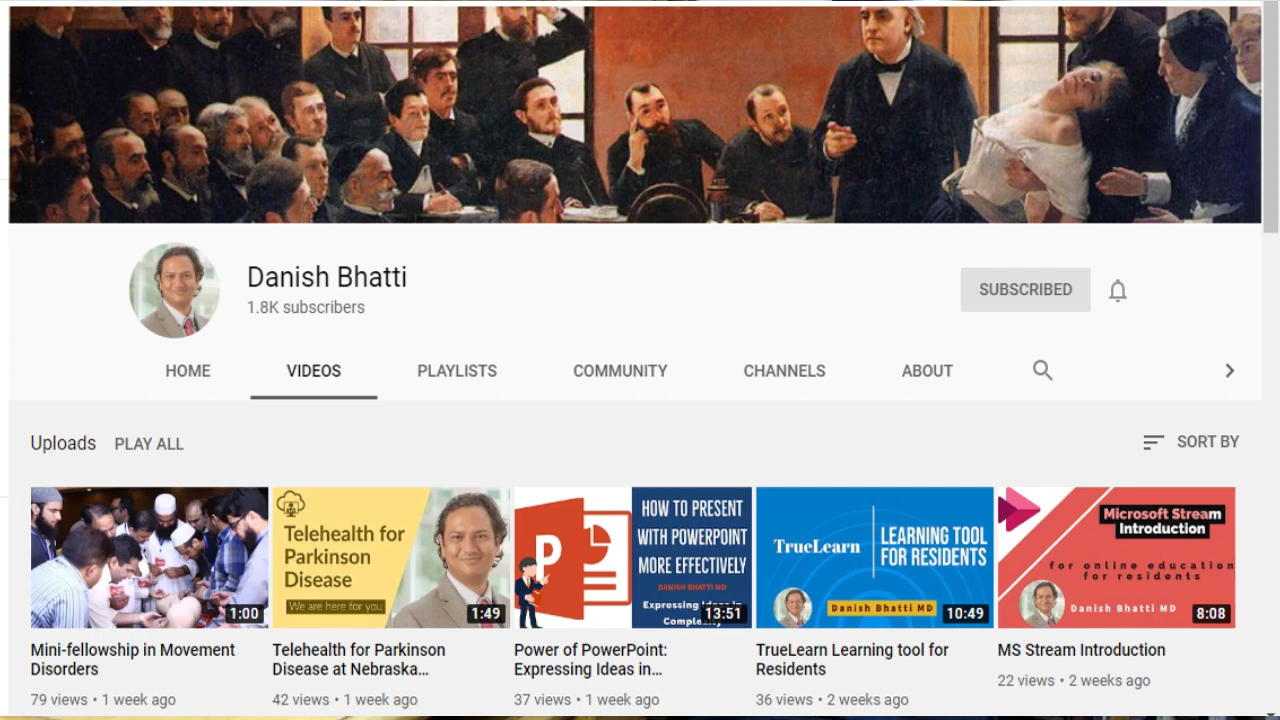 Danish Bhatti
1.8K subscribers
SUBSCRIBED
HOME VIDEOS PLAYLISTS COMMUNITY CHANNELS ABOUT
Uploads PLAY ALL
SORT BY
Telehealth for
Parkinson
Disease
We are here for you
1:00
1:49
P
HOW TO PRESENT
WITH POWERPOINT
MORE EFFECTIVELY
DANISH BHATTI MD
Expressing Ideas in
13:51
TrueLearn
LEARNING TOOL
FOR RESIDENTS
Danish Bhatti MD
10:49
Microsoft Stream
Introduction
for online education
for residents
Danish Bhatti MD
8:08
Mini-fellowship in Movement
Disorders
79 views • 1 week ago
Telehealth for Parkinson
Disease at Nebraska...
42 views • 1 week ago
Power of PowerPoint:
Expressing Ideas in...
37 views • 1 week ago
TrueLearn Learning tool for
Residents
36 views • 2 weeks ago
MS Stream Introduction
22 views • 2 weeks ago